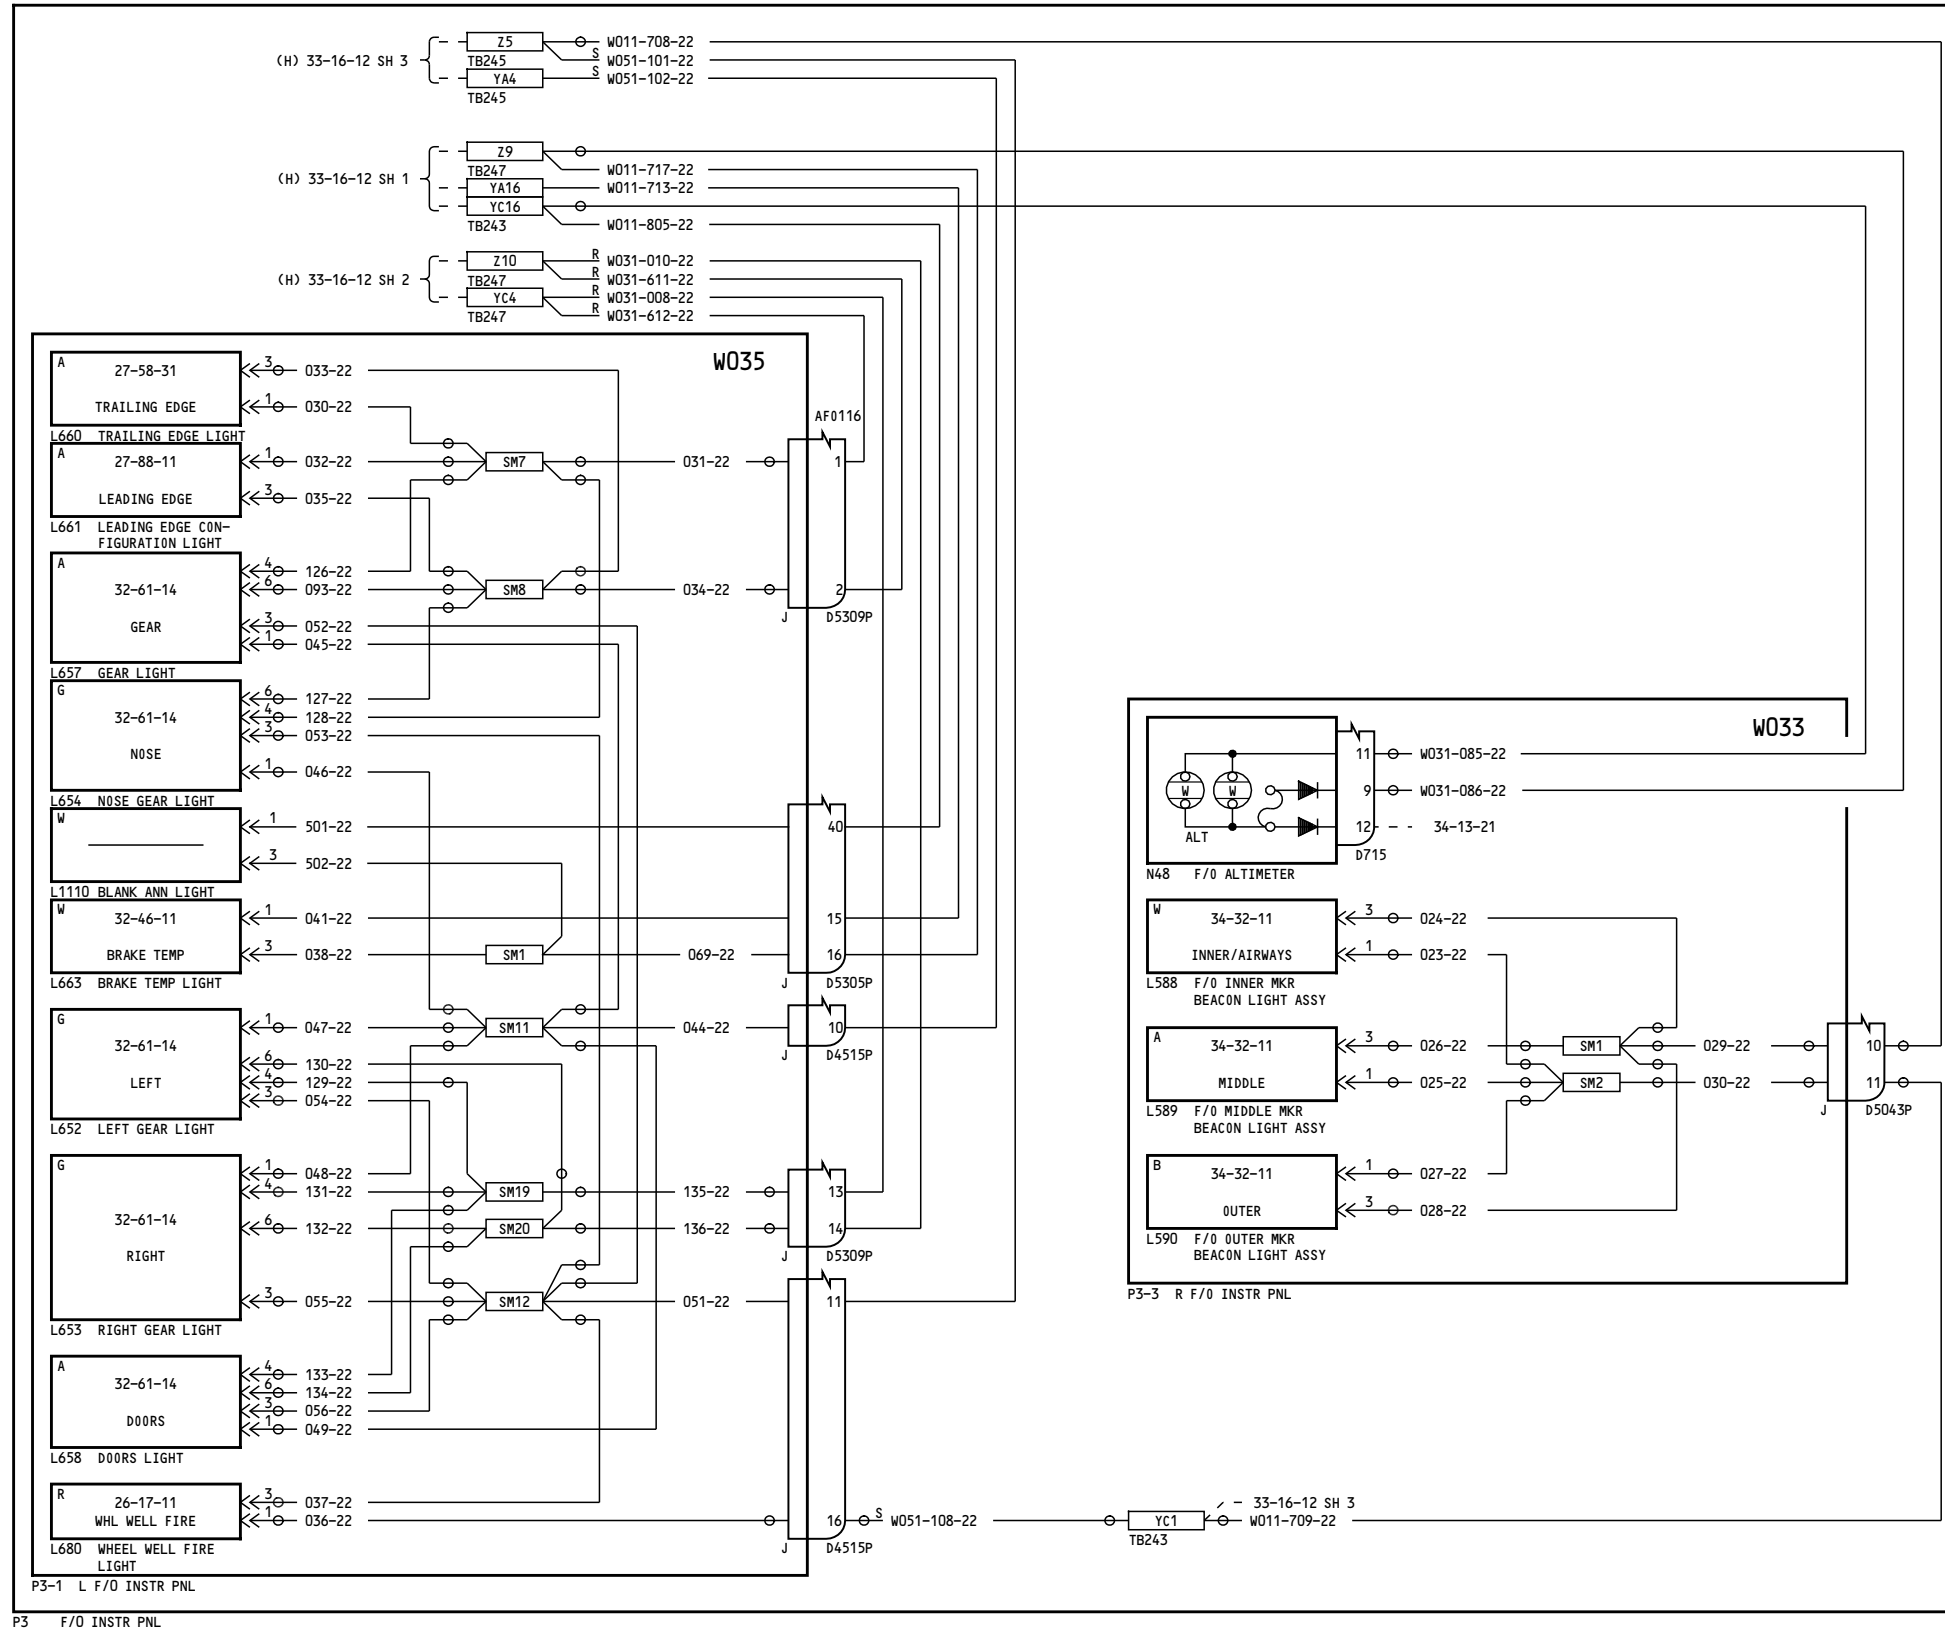 (H) 33-16-12 SH 3
Z5
W011-708-22
TB245
S W051-101-22
YA4
S W051-102-22
TB245
(H) 33-16-12 SH 1
Z9
TB247
W011-717-22
YA16
W011-713-22
YC16
TB243
W011-805-22
(H) 33-16-12 SH 2
Z10
R W031-010-22
TB247
R W031-611-22
YC4
R W031-008-22
TB247
R W031-612-22
W035
A
27-58-31
3
033-22
TRAILING EDGE
1
030-22
L660 TRAILING EDGE LIGHT
A
27-88-11
1
032-22
LEADING EDGE
3
035-22
L661 LEADING EDGE CON-
FIGURATION LIGHT
A
4
126-22
32-61-14
6
093-22
GEAR
3
052-22
1
045-22
L657 GEAR LIGHT
G
6
127-22
32-61-14
4
128-22
3
053-22
NOSE
1
046-22
L654 NOSE GEAR LIGHT
W
1
501-22
3
502-22
L1110 BLANK ANN LIGHT
W
32-46-11
1
041-22
BRAKE TEMP
3
038-22
L663 BRAKE TEMP LIGHT
G
1
047-22
32-61-14
6
130-22
LEFT
4
129-22
3
054-22
L652 LEFT GEAR LIGHT
G
1
048-22
4
131-22
32-61-14
6
132-22
RIGHT
3
055-22
L653 RIGHT GEAR LIGHT
A
4
133-22
32-61-14
6
134-22
3
056-22
DOORS
1
049-22
L658 DOORS LIGHT
R
26-17-11
3
037-22
WHL WELL FIRE
1
036-22
L680 WHEEL WELL FIRE
LIGHT
P3-1 L F/O INSTR PNL
P3 F/O INSTR PNL
SM7
031-22
SM8
034-22
SM1
069-22
SM11
044-22
SM19
135-22
SM20
136-22
SM12
051-22
AF0116
1
2
J
D5309P
40
15
16
J
D5305P
10
J
D4515P
13
14
J
D5309P
11
16
J
D4515P
S W051-108-22
YC1
TB243
33-16-12 SH 3
W011-709-22
W033
W
W
ALT
11
W031-085-22
9
W031-086-22
12
34-13-21
D715
N48 F/O ALTIMETER
W
34-32-11
3
024-22
INNER/AIRWAYS
1
023-22
L588 F/O INNER MKR
BEACON LIGHT ASSY
A
34-32-11
3
026-22
MIDDLE
1
025-22
L589 F/O MIDDLE MKR
BEACON LIGHT ASSY
B
34-32-11
1
027-22
OUTER
3
028-22
L590 F/O OUTER MKR
BEACON LIGHT ASSY
SM1
029-22
SM2
030-22
10
11
J
D5043P
P3-3 R F/O INSTR PNL